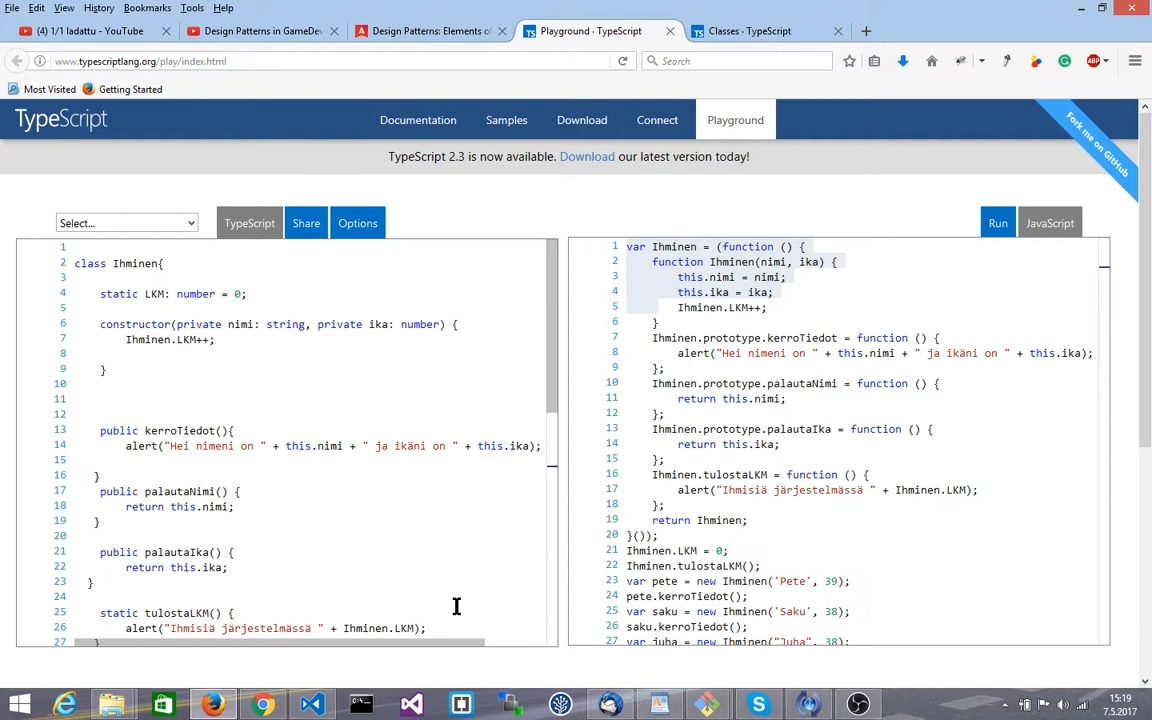 File Edit View History Bookmarks Tools Help
(4) 1/1 ladattu - YouTube
Design Patterns in GameDev
Design Patterns: Elements of
Playground · TypeScript
Classes · TypeScript
www.typescriptlang.org/play/index.html
Search
ABP
Most Visited Getting Started
TypeScript
Documentation Samples Download Connect Playground
Fork me on GitHub
TypeScript 2.3 is now available. Download our latest version today!
Select... TypeScript Share Options
Run JavaScript
1
2 class Ihminen{
3
4 static LKM: number = 0;
5
6 constructor(private nimi: string, private ika: number) {
7 Ihminen.LKM++;
8
9 }
10
11
12
13 public kerroTiedot(){
14 alert("Hei nimeni on " + this.nimi + " ja ikäni on " + this.ika);
15
16 }
17 public palautaNimi() {
18 return this.nimi;
19 }
20
21 public palautaIka() {
22 return this.ika;
23 }
24
25 static tulostaLKM() {
26 alert("Ihmisiä järjestelmässä " + Ihminen.LKM);
27 }
1 var Ihminen = (function () {
2 function Ihminen(nimi, ika) {
3 this.nimi = nimi;
4 this.ika = ika;
5 Ihminen.LKM++;
6 }
7 Ihminen.prototype.kerroTiedot = function () {
8 alert("Hei nimeni on " + this.nimi + " ja ikäni on " + this.ika);
9 };
10 Ihminen.prototype.palautaNimi = function () {
11 return this.nimi;
12 };
13 Ihminen.prototype.palautaIka = function () {
14 return this.ika;
15 };
16 Ihminen.tulostaLKM = function () {
17 alert("Ihmisiä järjestelmässä " + Ihminen.LKM);
18 };
19 return Ihminen;
20 }());
21 Ihminen.LKM = 0;
22 Ihminen.tulostaLKM();
23 var pete = new Ihminen('Pete', 39);
24 pete.kerroTiedot();
25 var saku = new Ihminen('Saku', 38);
26 saku.kerroTiedot();
27 var juha = new Ihminen("Juha", 38);
15:19
7.5.2017